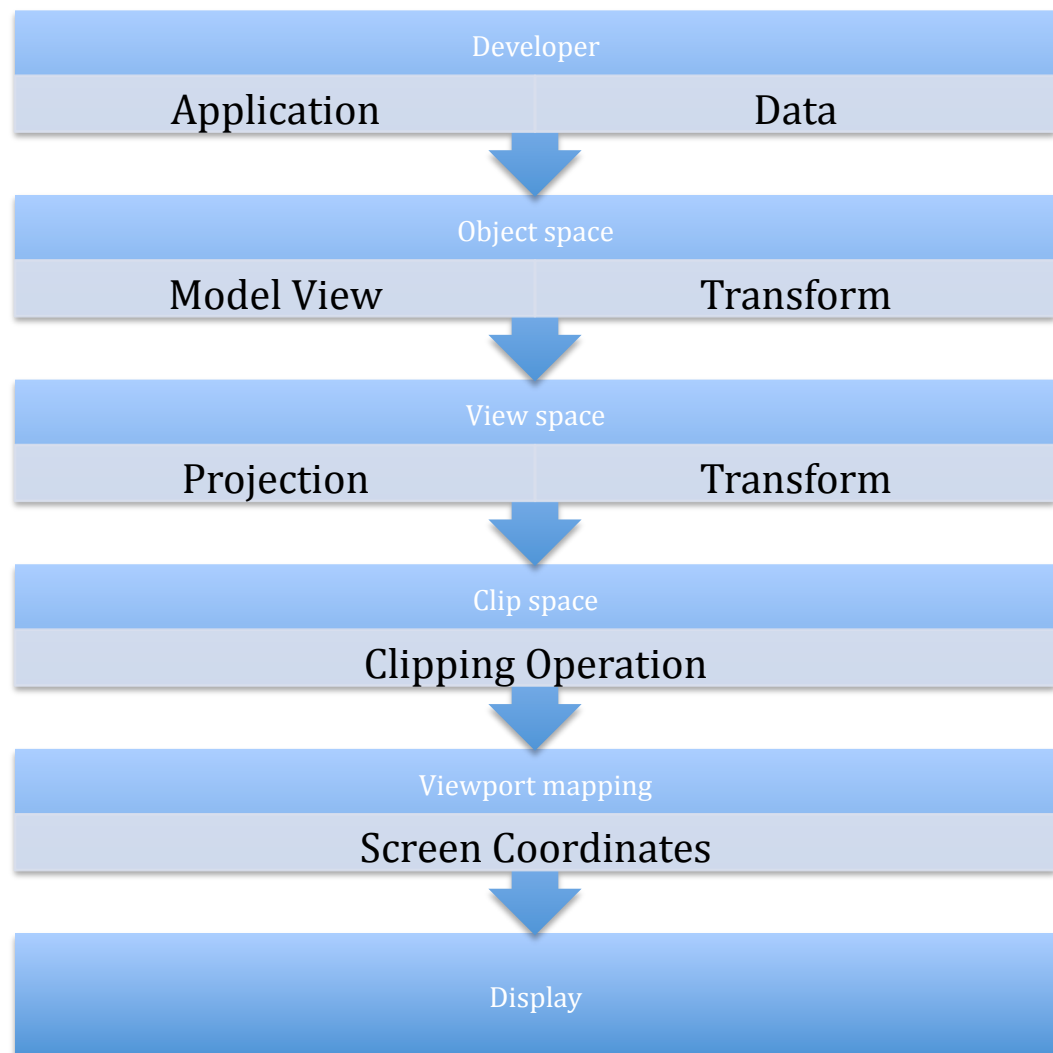 Developer
Application Data
Object space
Model View Transform
View space
Projection Transform
Clip space
Clipping Operation
Viewport mapping
Screen Coordinates
Display